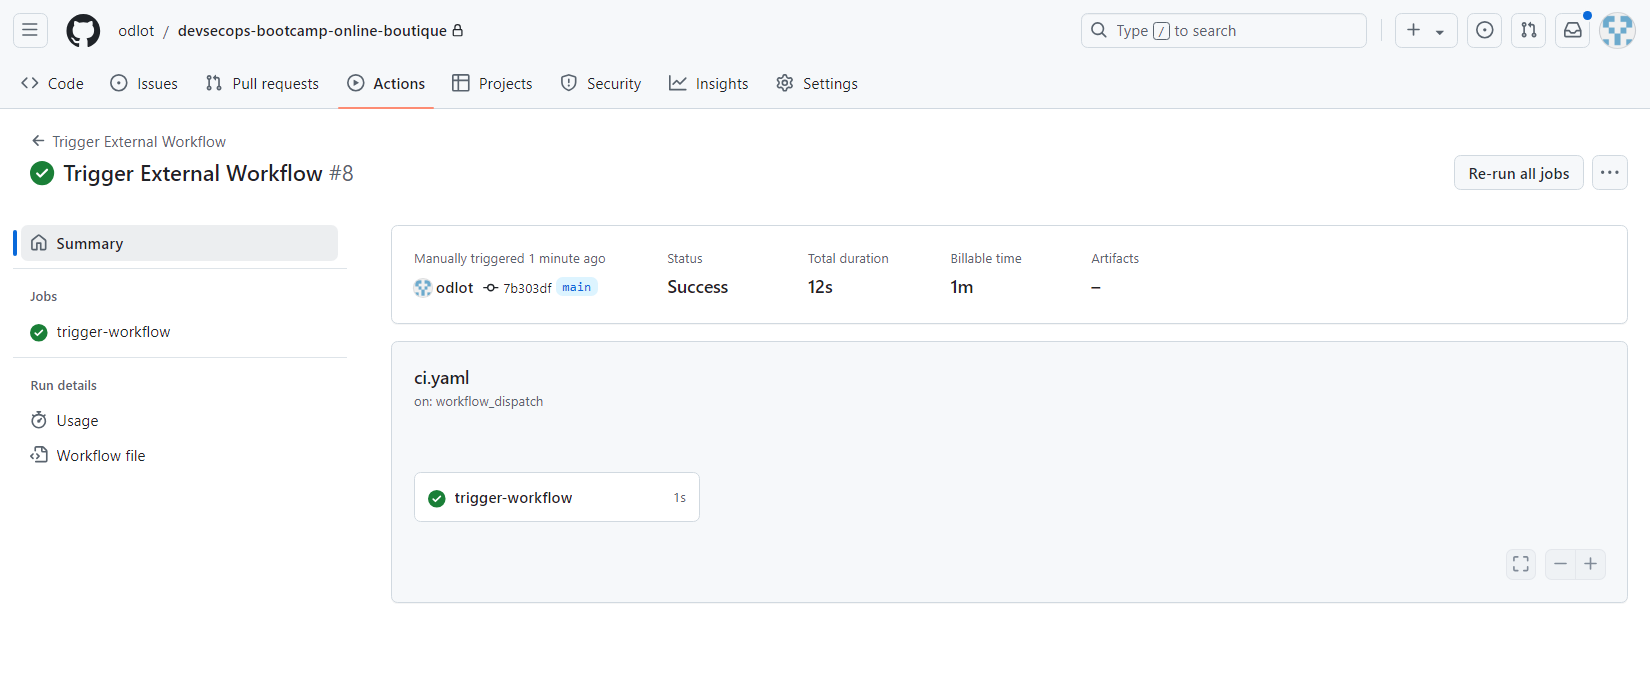 odlot / devsecops-bootcamp-online-boutique
Type / to search
Code
Issues
Pull requests
Actions
Projects
Security
Insights
Settings
Trigger External Workflow
Trigger External Workflow #8
Re-run all jobs
Summary
Jobs
trigger-workflow
Run details
Usage
Workflow file
Manually triggered 1 minute ago
odlot 7b303df main
Status
Success
Total duration
12s
Billable time
1m
Artifacts
–
ci.yaml
on: workflow_dispatch
trigger-workflow 1s